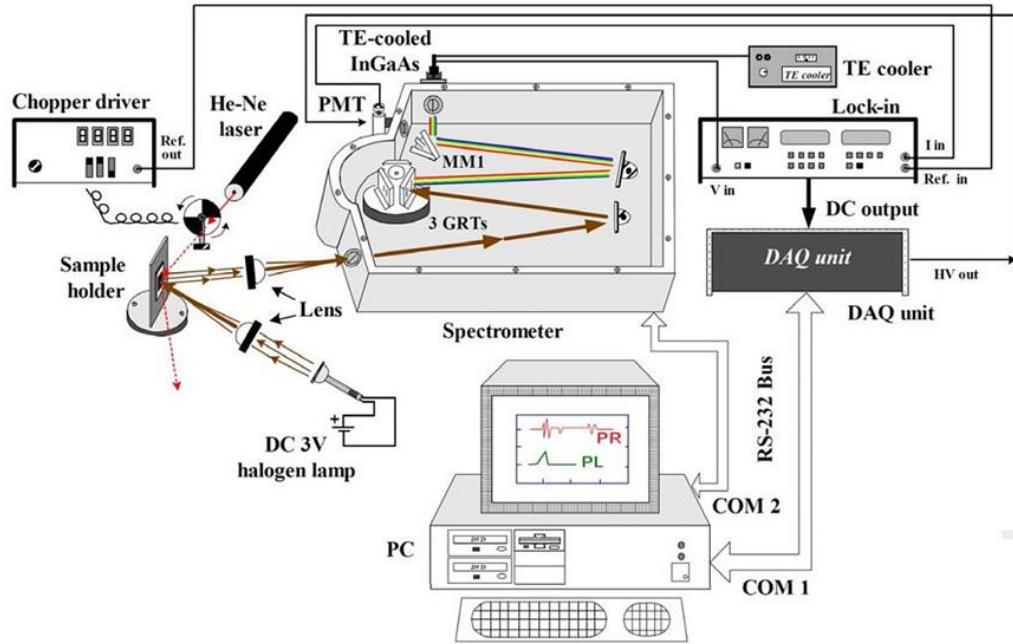 TE-cooled
InGaAs
TE cooler
TE cooler
Chopper driver
He-Ne
laser
PMT
Lock-in
Ref.
out
MM1
I in
V in
Ref. in
3 GRTs
DC output
Sample
holder
DAQ unit
HV out
Lens
DAQ unit
Spectrometer
RS-232 Bus
PR
PL
DC 3V
halogen lamp
COM 2
PC
DVD
DVD
COM 1